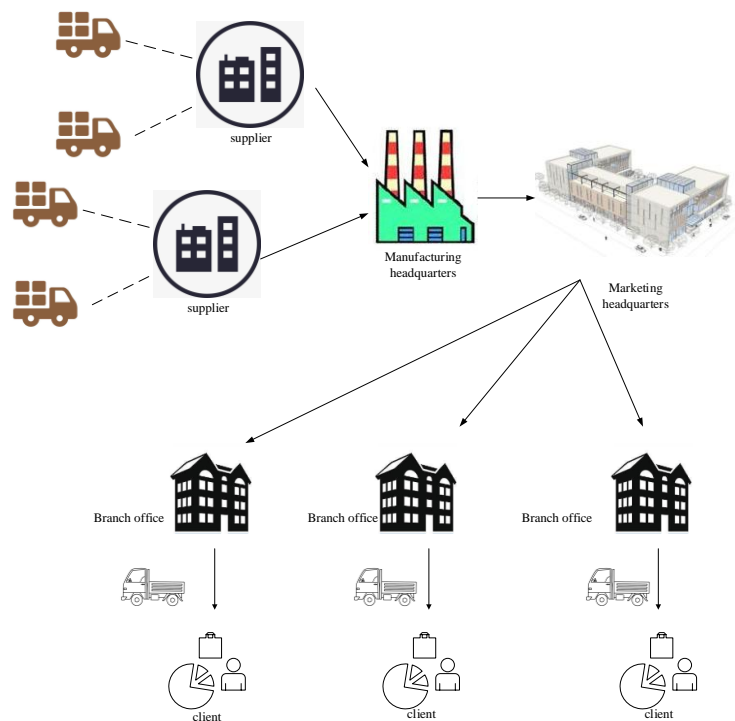 supplier
Manufacturing
headquarters
supplier
Marketing
headquarters
Branch office
Branch office
Branch office
client
client
client